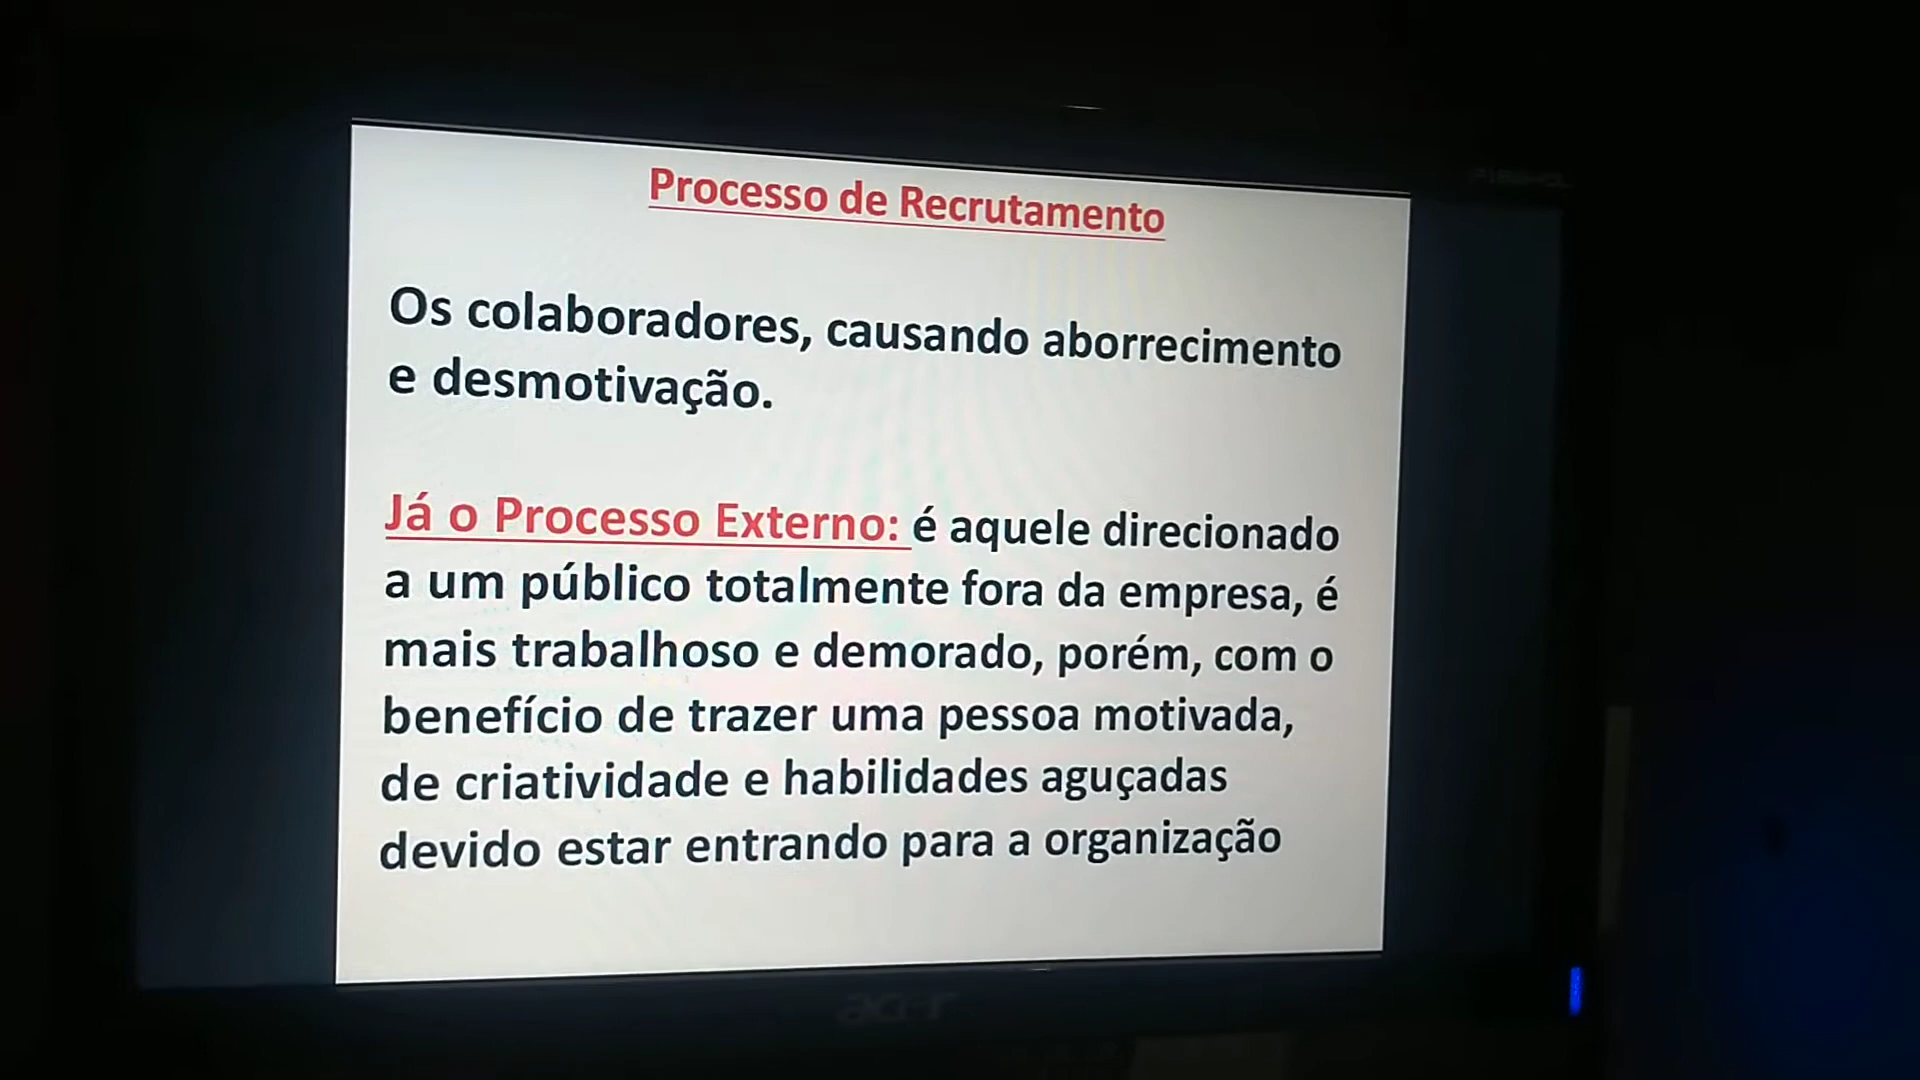 Processo de Recrutamento
Os colaboradores, causando aborrecimento
e desmotivação.
Já o Processo Externo: é aquele direcionado
a um público totalmente fora da empresa, é
mais trabalhoso e demorado, porém, com o
benefício de trazer uma pessoa motivada,
de criatividade e habilidades aguçadas
devido estar entrando para a organização
acer